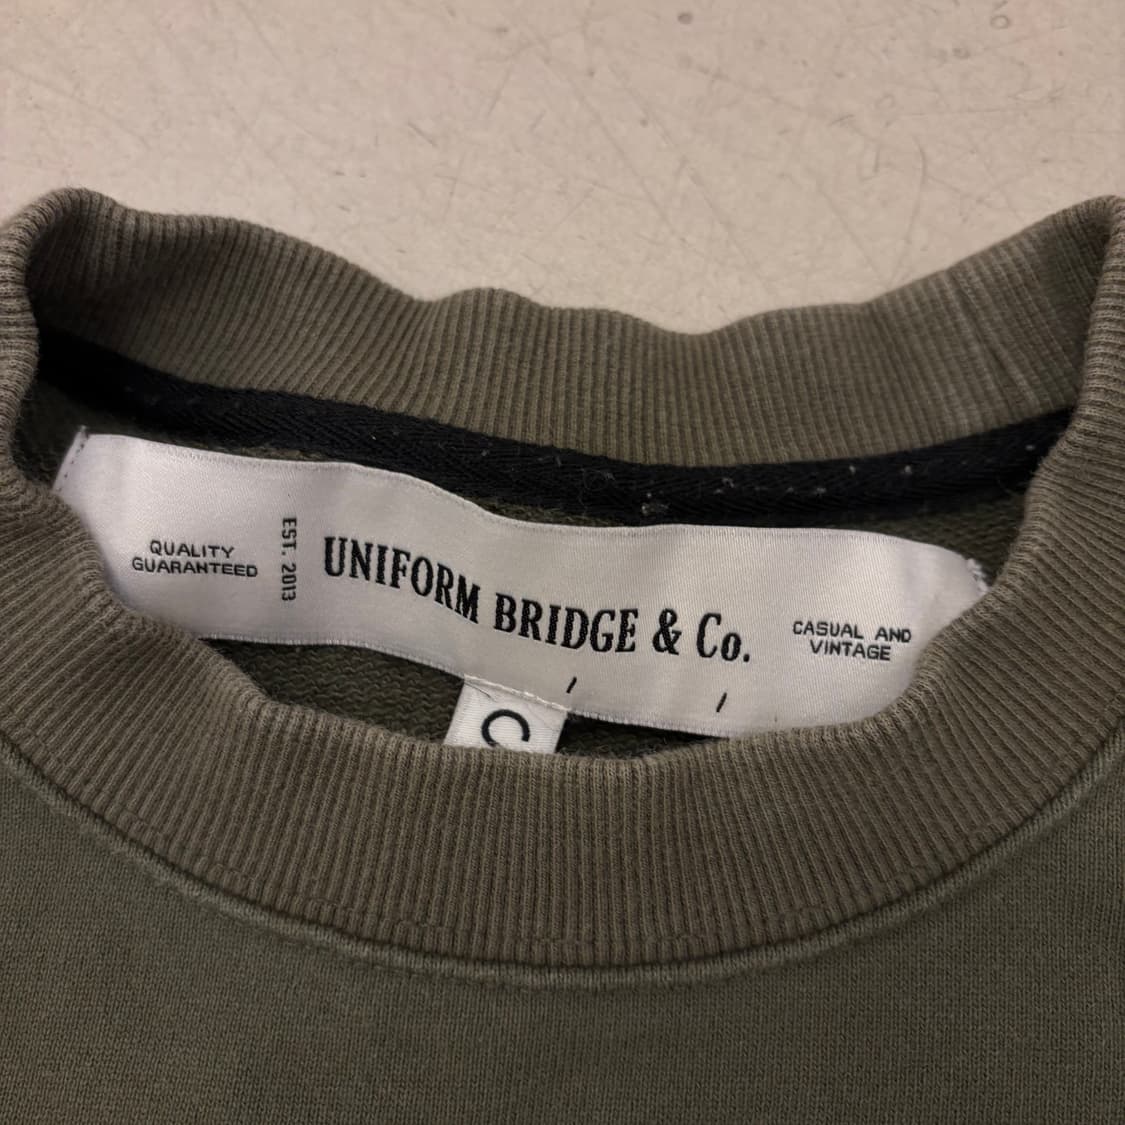 QUALITY
GUARANTEED
EST. 2013
UNIFORM BRIDGE & Co.
CASUAL AND
VINTAGE